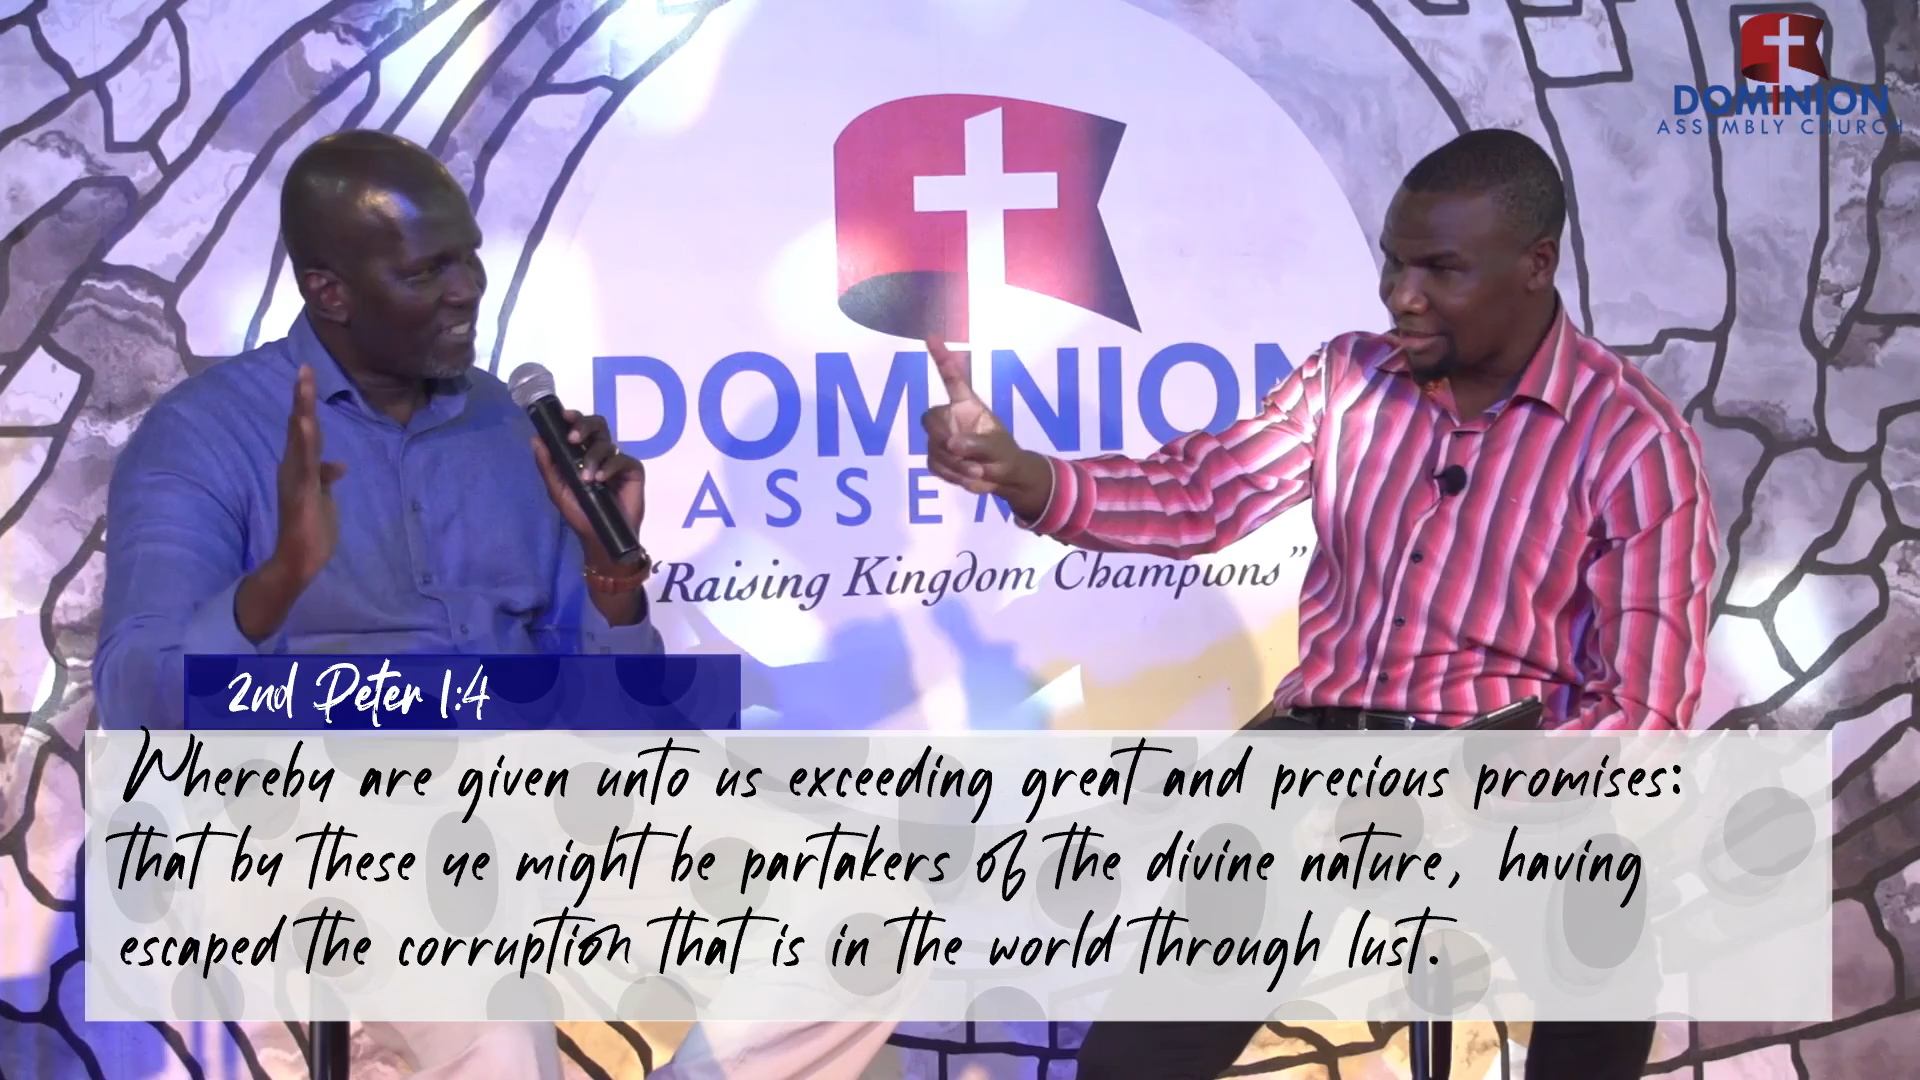 DOMINION
ASSEMBLY CHURCH
DOMINION
ASSEM
"Raising Kingdom Champions"
2nd Peter 1:4
Whereby are given unto us exceeding great and precious promises:
that by these ye might be partakers of the divine nature, having
escaped the corruption that is in the world through lust.